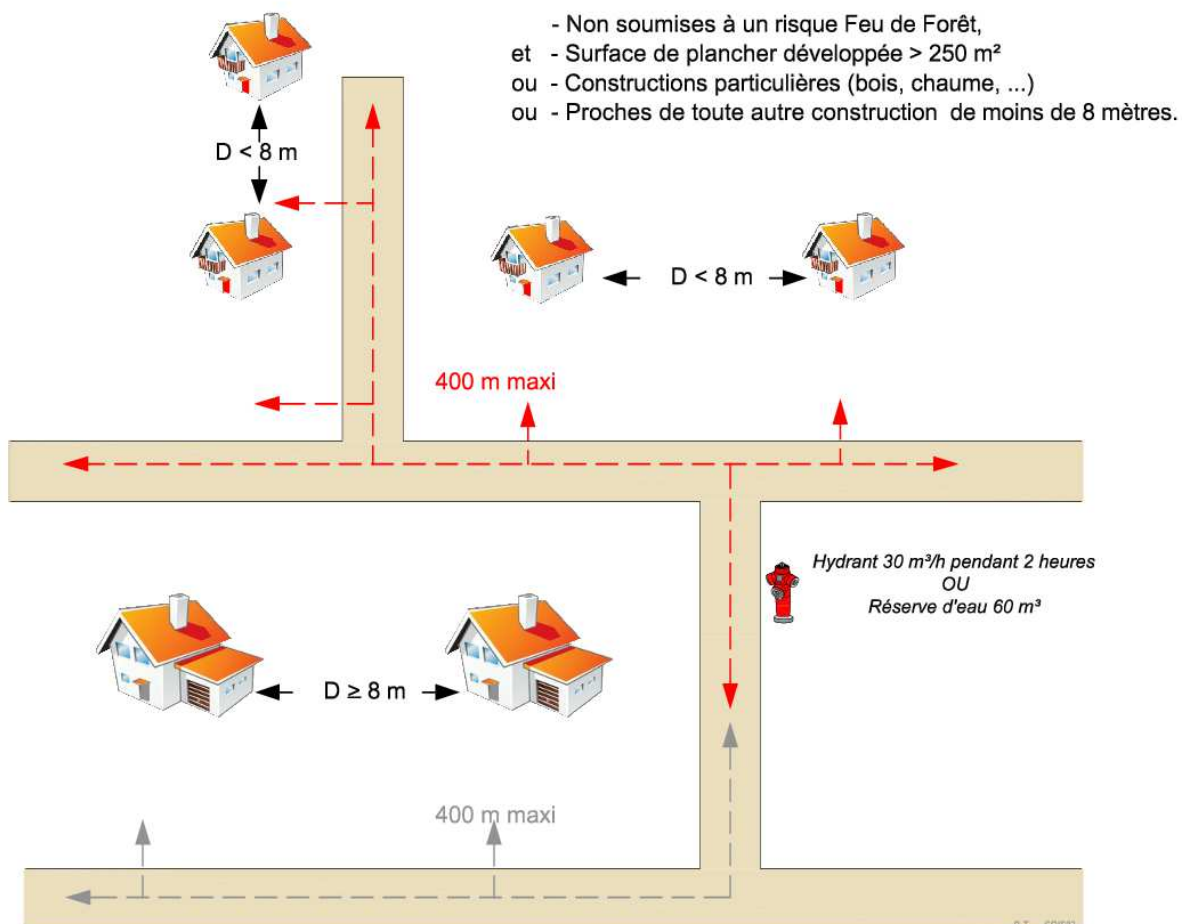 - Non soumises à un risque Feu de Forêt,
et - Surface de plancher développée > 250 m²
ou - Constructions particulières (bois, chaume, ...)
ou - Proches de toute autre construction de moins de 8 mètres.
D < 8 m
D < 8 m
400 m maxi
Hydrant 30 m³/h pendant 2 heures
OU
Réserve d'eau 60 m³
D ≥ 8 m
400 m maxi